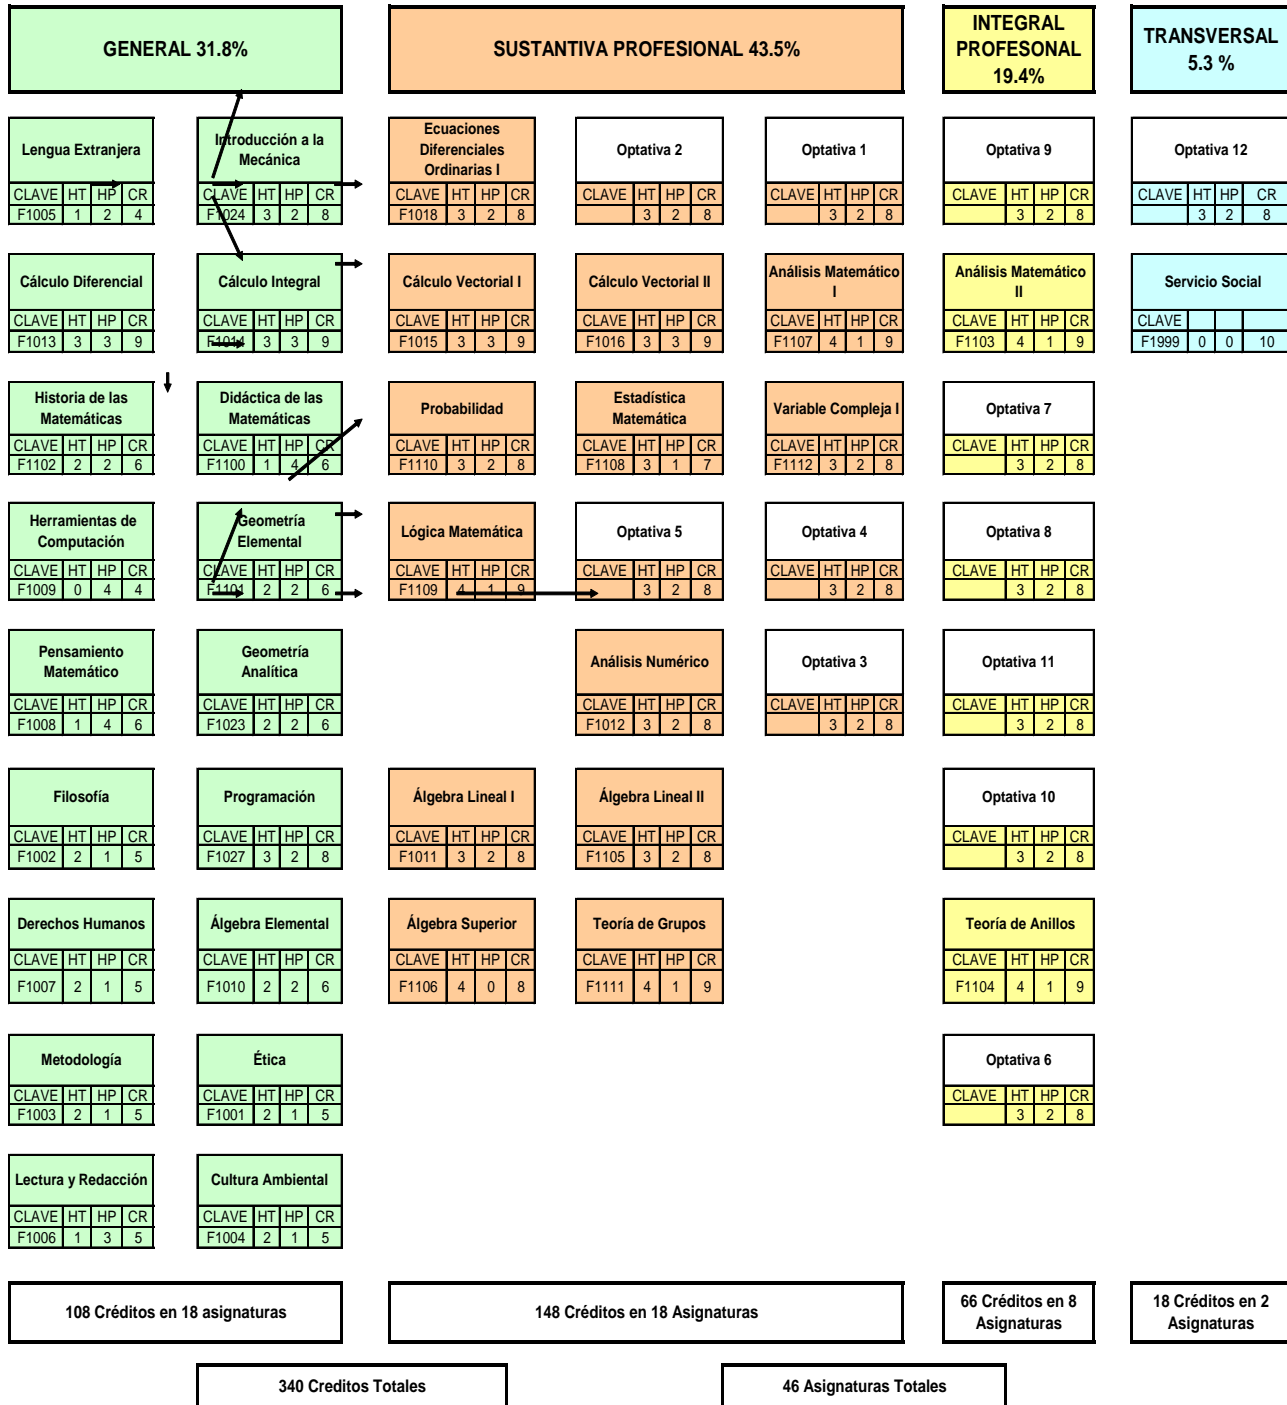 GENERAL 31.8%
SUSTANTIVA PROFESIONAL 43.5%
INTEGRAL
PROFESONAL
19.4%
TRANSVERSAL
5.3 %
Lengua Extranjera
CLAVE HT HP CR
F1005 1 2 4
Introducción a la
Mecánica
CLAVE HT HP CR
F1024 3 2 8
Ecuaciones
Diferenciales
Ordinarias I
CLAVE HT HP CR
F1018 3 2 8
Optativa 2
CLAVE HT HP CR
3 2 8
Optativa 1
CLAVE HT HP CR
3 2 8
Optativa 9
CLAVE HT HP CR
3 2 8
Optativa 12
CLAVE HT HP CR
3 2 8
Cálculo Diferencial
CLAVE HT HP CR
F1013 3 3 9
Cálculo Integral
CLAVE HT HP CR
F1014 3 3 9
Cálculo Vectorial I
CLAVE HT HP CR
F1015 3 3 9
Cálculo Vectorial II
CLAVE HT HP CR
F1016 3 3 9
Análisis Matemático
I
CLAVE HT HP CR
F1107 4 1 9
Análisis Matemático
II
CLAVE HT HP CR
F1103 4 1 9
Servicio Social
CLAVE
F1999 0 0 10
Historia de las
Matemáticas
CLAVE HT HP CR
F1102 2 2 6
Didáctica de las
Matemáticas
CLAVE HT HP CR
F1100 1 4 6
Probabilidad
CLAVE HT HP CR
F1110 3 2 8
Estadística
Matemática
CLAVE HT HP CR
F1108 3 1 7
Variable Compleja I
CLAVE HT HP CR
F1112 3 2 8
Optativa 7
CLAVE HT HP CR
3 2 8
Herramientas de
Computación
CLAVE HT HP CR
F1009 0 4 4
Geometría
Elemental
CLAVE HT HP CR
F1101 2 2 6
Lógica Matemática
CLAVE HT HP CR
F1109 4 1 9
Optativa 5
CLAVE HT HP CR
3 2 8
Optativa 4
CLAVE HT HP CR
3 2 8
Optativa 8
CLAVE HT HP CR
3 2 8
Pensamiento
Matemático
CLAVE HT HP CR
F1008 1 4 6
Geometría
Analítica
CLAVE HT HP CR
F1023 2 2 6
Análisis Numérico
CLAVE HT HP CR
F1012 3 2 8
Optativa 3
CLAVE HT HP CR
3 2 8
Optativa 11
CLAVE HT HP CR
3 2 8
Filosofía
CLAVE HT HP CR
F1002 2 1 5
Programación
CLAVE HT HP CR
F1027 3 2 8
Álgebra Lineal I
CLAVE HT HP CR
F1011 3 2 8
Álgebra Lineal II
CLAVE HT HP CR
F1105 3 2 8
Optativa 10
CLAVE HT HP CR
3 2 8
Derechos Humanos
CLAVE HT HP CR
F1007 2 1 5
Álgebra Elemental
CLAVE HT HP CR
F1010 2 2 6
Álgebra Superior
CLAVE HT HP CR
F1106 4 0 8
Teoría de Grupos
CLAVE HT HP CR
F1111 4 1 9
Teoría de Anillos
CLAVE HT HP CR
F1104 4 1 9
Metodología
CLAVE HT HP CR
F1003 2 1 5
Ética
CLAVE HT HP CR
F1001 2 1 5
Optativa 6
CLAVE HT HP CR
3 2 8
Lectura y Redacción
CLAVE HT HP CR
F1006 1 3 5
Cultura Ambiental
CLAVE HT HP CR
F1004 2 1 5
108 Créditos en 18 asignaturas
148 Créditos en 18 Asignaturas
66 Créditos en 8
Asignaturas
18 Créditos en 2
Asignaturas
340 Creditos Totales
46 Asignaturas Totales